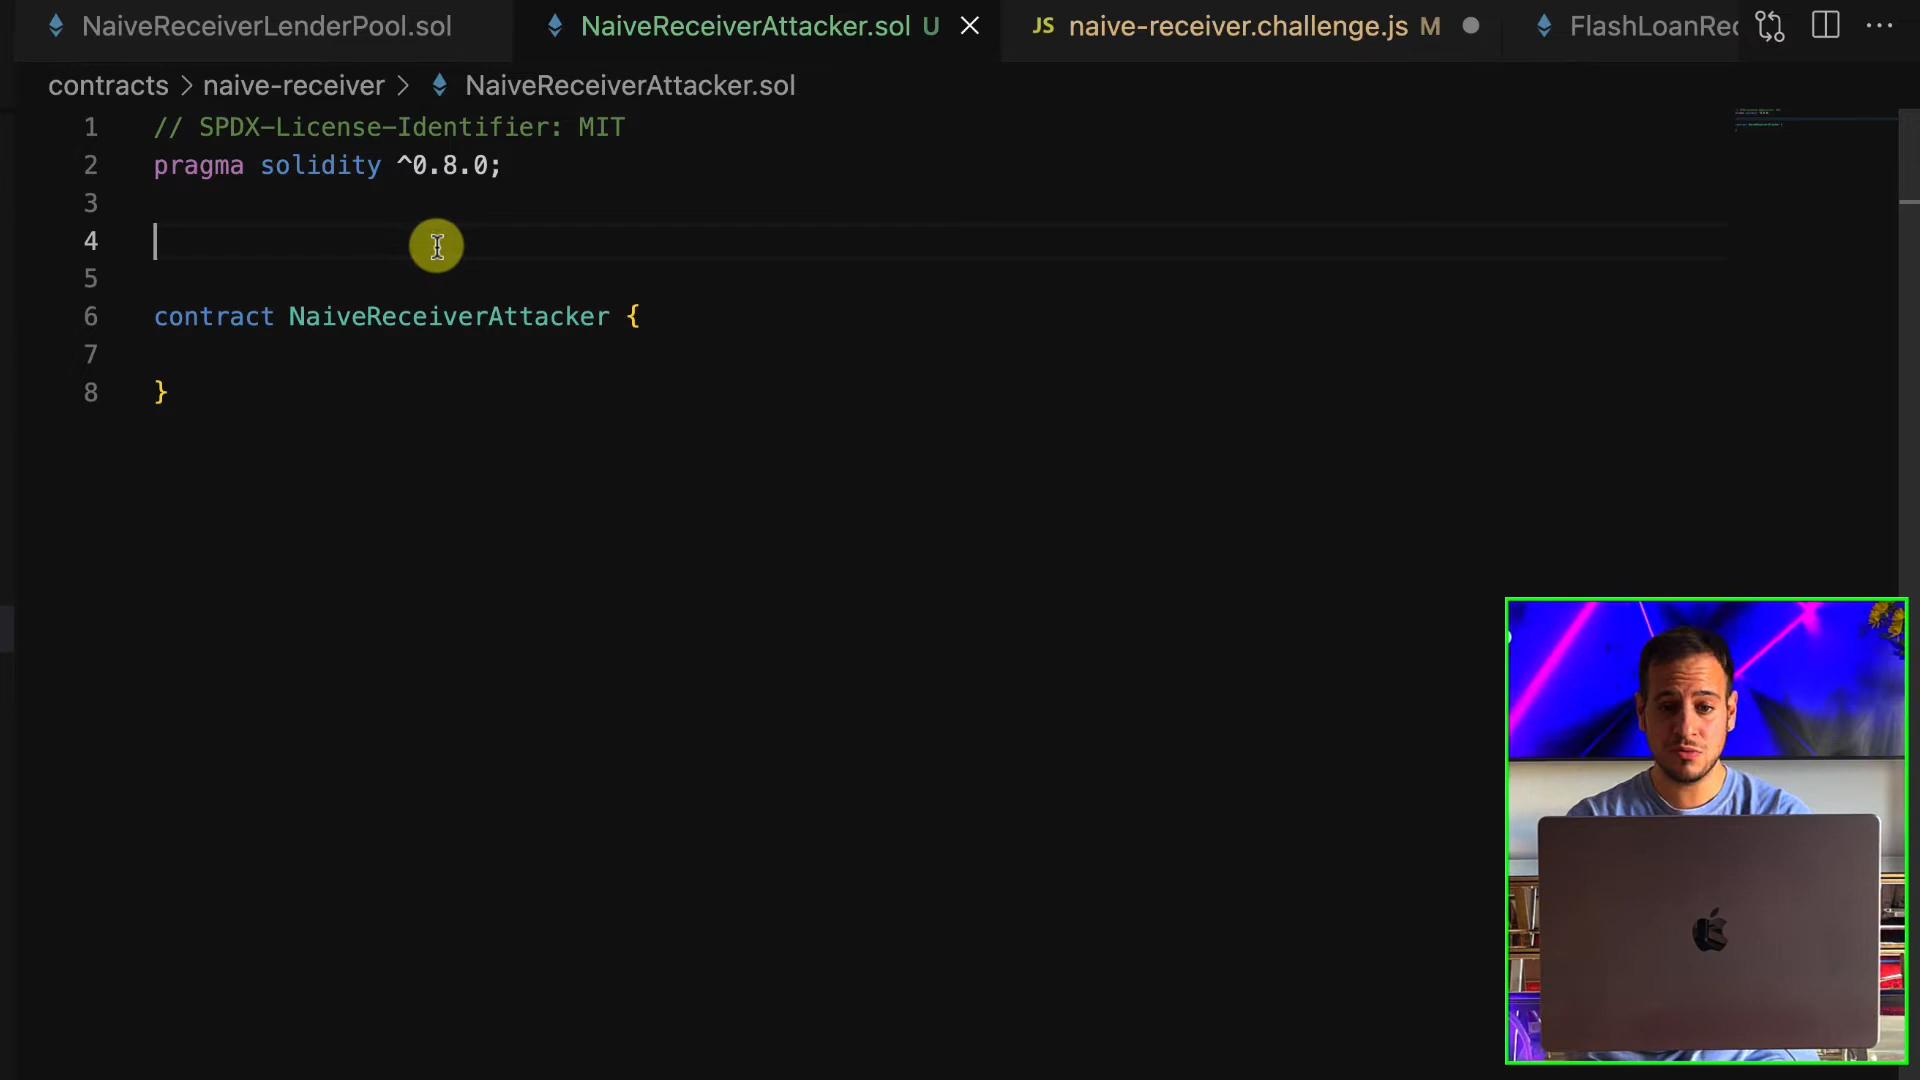 NaiveReceiverLenderPool.sol
NaiveReceiverAttacker.sol U
JS naive-receiver.challenge.js M
FlashLoanRec
contracts > naive-receiver > NaiveReceiverAttacker.sol
1 // SPDX-License-Identifier: MIT
2 pragma solidity ^0.8.0;
3
4
5
6 contract NaiveReceiverAttacker {
7
8 }